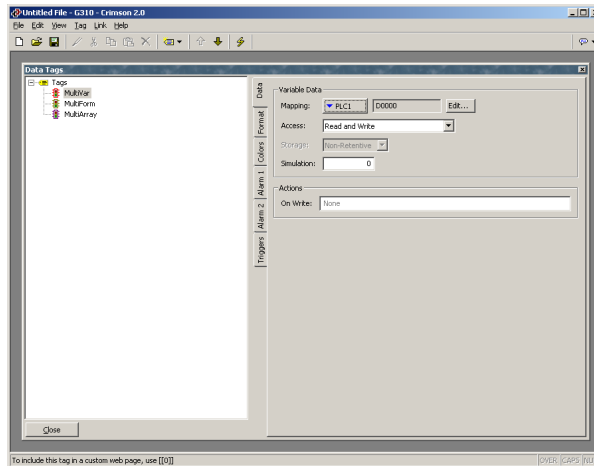 Untitled File - G310 - Crimson 2.0
File Edit View Tag Link Help
Data Tags
Tags
MultiVar
MultiForm
MultiArray
Data
Format
Colors
Alarm 1
Alarm 2
Triggers
Variable Data
Mapping: PLC1 D0000 Edit...
Access: Read and Write
Storage: Non-Retentive
Simulation: 0
Actions
On Write: None
Close
To include this tag in a custom web page, use [[0]]
OVER CAPS NU